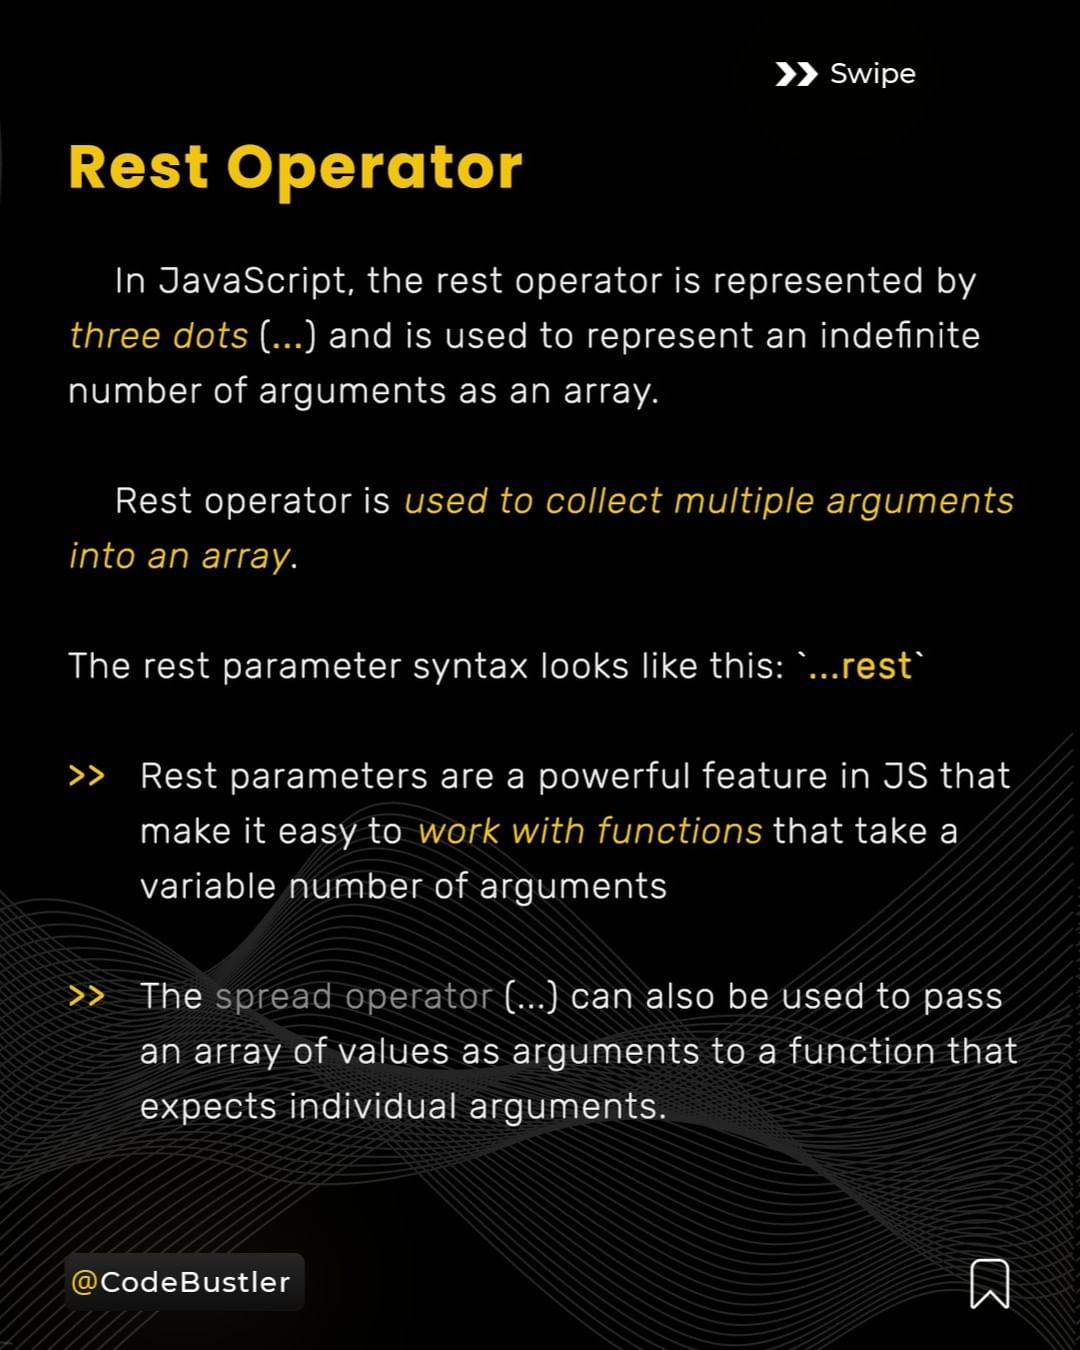 Swipe
Rest Operator
In JavaScript, the rest operator is represented by
three dots (...) and is used to represent an indefinite
number of arguments as an array.
Rest operator is used to collect multiple arguments
into an array.
The rest parameter syntax looks like this: `...rest`
>> Rest parameters are a powerful feature in JS that
make it easy to work with functions that take a
variable number of arguments
>> The spread operator (...) can also be used to pass
an array of values as arguments to a function that
expects individual arguments.
@CodeBustler